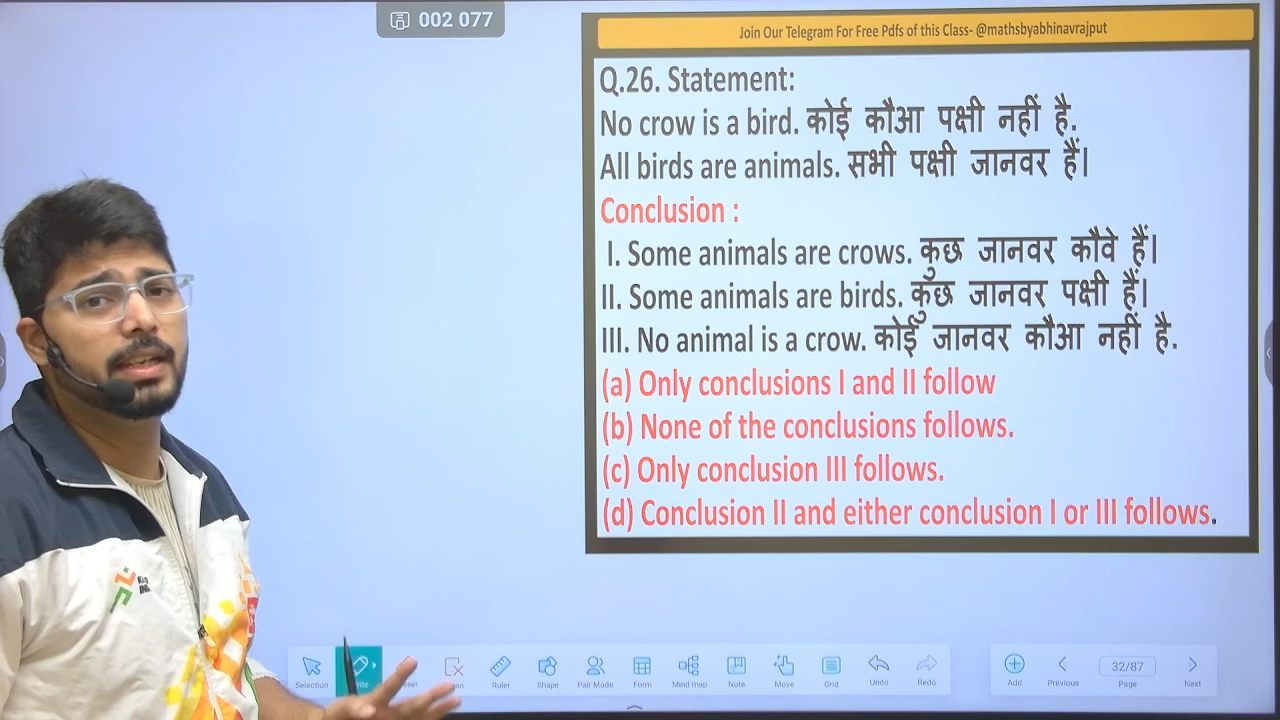 002 077
Join Our Telegram For Free Pdfs of this Class- @mathsbyabhinavrajput
Q.26. Statement:
No crow is a bird. कोई कौआ पक्षी नहीं है.
All birds are animals. सभी पक्षी जानवर हैं।
Conclusion :
I. Some animals are crows. कुछ जानवर कौवे हैं।
II. Some animals are birds. कुछ जानवर पक्षी हैं।
III. No animal is a crow. कोई जानवर कौआ नहीं है.
(a) Only conclusions I and II follow
(b) None of the conclusions follows.
(c) Only conclusion III follows.
(d) Conclusion II and either conclusion I or III follows.
Selection Ruler Shape Pair Mode Form Mind map Note Move Grid Undo Redo
Add Previous 32/87 Page Next